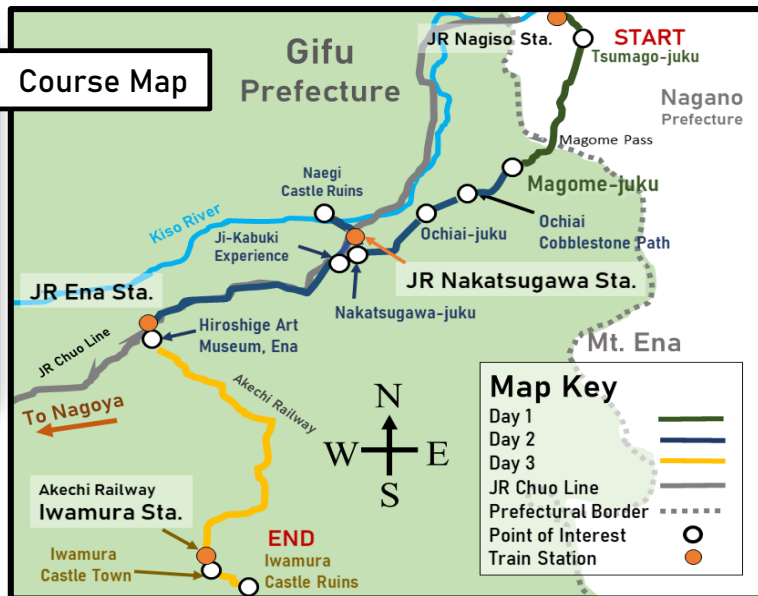 Course Map
Gifu
Prefecture
JR Nagiso Sta.
START
Tsumago-juku
Nagano
Prefecture
Magome Pass
Magome-juku
Naegi
Castle Ruins
Kiso River
Ochiai-juku
Ochiai
Cobblestone Path
Ji-Kabuki
Experience
JR Nakatsugawa Sta.
Nakatsugawa-juku
JR Ena Sta.
Hiroshige Art
Museum, Ena
JR Chuo Line
Mt. Ena
To Nagoya
Akechi Railway
N
W
E
S
Akechi Railway
Iwamura Sta.
END
Iwamura
Castle Town
Iwamura
Castle Ruins
Map Key
Day 1
Day 2
Day 3
JR Chuo Line
Prefectural Border
Point of Interest
Train Station